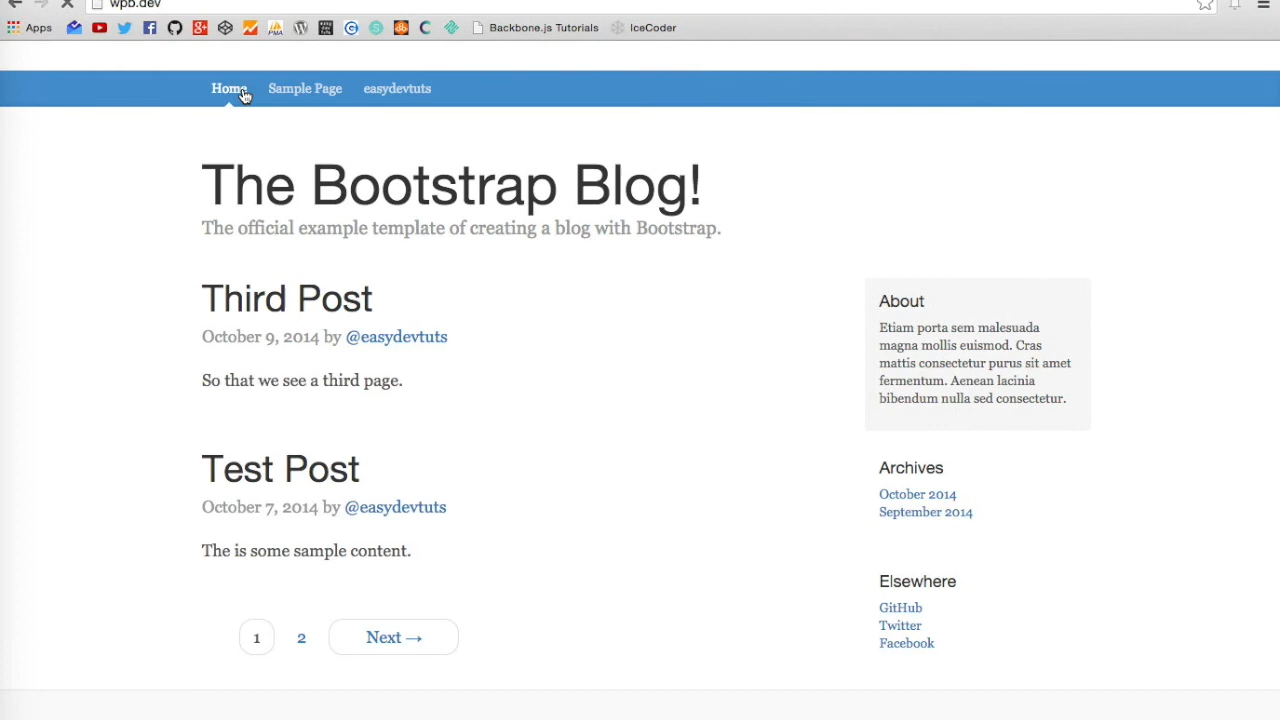 wpb.dev
Apps
Backbone.js Tutorials
IceCoder
Home Sample Page easydevtuts
The Bootstrap Blog!
The official example template of creating a blog with Bootstrap.
Third Post
October 9, 2014 by @easydevtuts
So that we see a third page.
Test Post
October 7, 2014 by @easydevtuts
The is some sample content.
1 2 Next →
About
Etiam porta sem malesuada
magna mollis euismod. Cras
mattis consectetur purus sit amet
fermentum. Aenean lacinia
bibendum nulla sed consectetur.
Archives
October 2014
September 2014
Elsewhere
GitHub
Twitter
Facebook